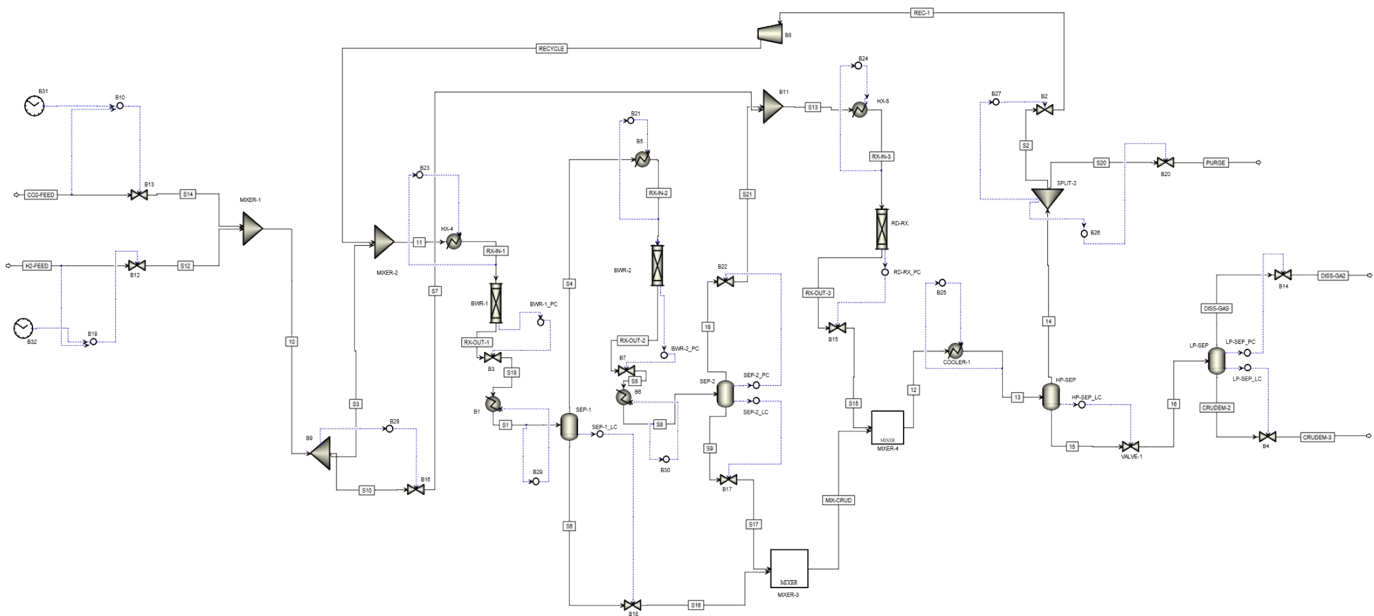 REC-1
B8
RECYCLE
B24
B31
B10
B11
S13
HX-5
B27
B2
B21
B5
S2
S20
PURGE
B20
RX-IN-3
B23
CO2-FEED
B13
S14
MIXER-1
RX-IN-2
S21
SPLIT-2
S4
RD-RX
B26
HX-4
11
MIXER-2
RX-IN-1
S7
H2-FEED
B12
S12
BWR-2
B22
RD-RX_PC
BWR-1
BWR-1_PC
RX-OUT-3
B25
DISS-GA2
B14
DISS-GAS
B19
B32
10
RX-OUT-1
B3
RX-OUT-2
BWR-2_PC
18
B15
14
S18
B7
S5
B6
COOLER-1
LP-SEP
LP-SEP_PC
LP-SEP_LC
SEP-2
SEP-2_PC
SEP-2_LC
12
13
HP-SEP
HP-SEP_LC
16
S3
B1
S1
SEP-1
SEP-1_LC
S8
S15
MIXER
MIXER-4
CRUDEM-2
CRUDEM-3
B4
B9
B28
S9
15
VALVE-1
B29
B30
B17
S10
B16
MIX-CRUD
S6
S17
MIXER
MIXER-3
B18
S16